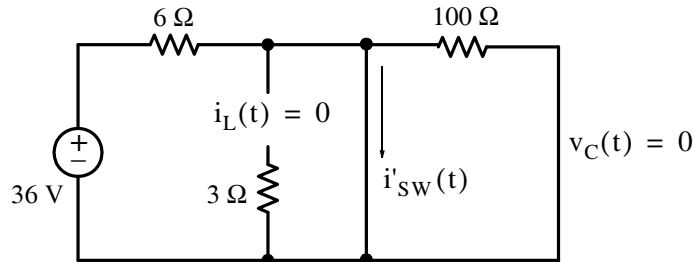 6 Ω
100 Ω
i_L(t) = 0
v_C(t) = 0
+
−
36 V
3 Ω
i'_SW(t)